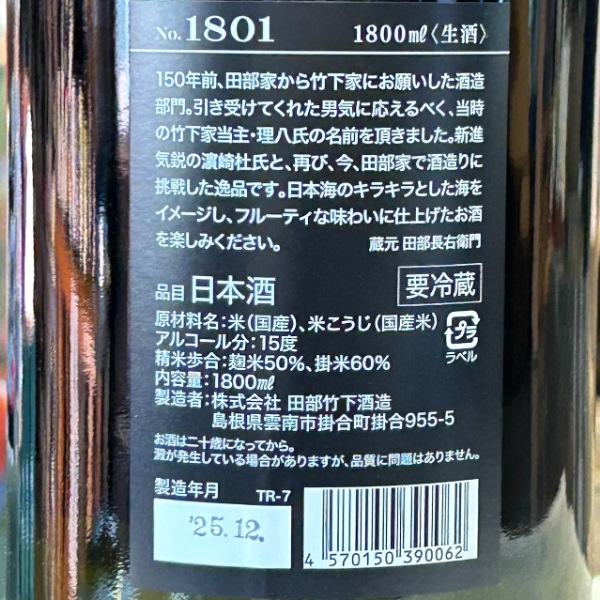 No. 1801 1800㎖〈生酒〉
150年前、田部家から竹下家にお願いした酒造
部門。引き受けてくれた男気に応えるべく、当時
の竹下家当主・理八氏の名前を頂きました。新進
気鋭の濵崎杜氏と、再び、今、田部家で酒造りに
挑戦した逸品です。日本海のキラキラとした海を
イメージし、フルーティな味わいに仕上げたお酒
を楽しみください。 蔵元 田部長右衛門
品目 日本酒 要冷蔵
原材料名：米（国産）、米こうじ（国産米）
アルコール分：15度
精米歩合：麹米50%、掛米60%
プラ
ラベル
内容量：1800㎖
製造者：株式会社 田部竹下酒造
島根県雲南市掛合町掛合955-5
お酒は二十歳になってから。
澱が発生している場合がありますが、品質に問題はありません。
製造年月 TR-7
'25.12.
4 570150 390062